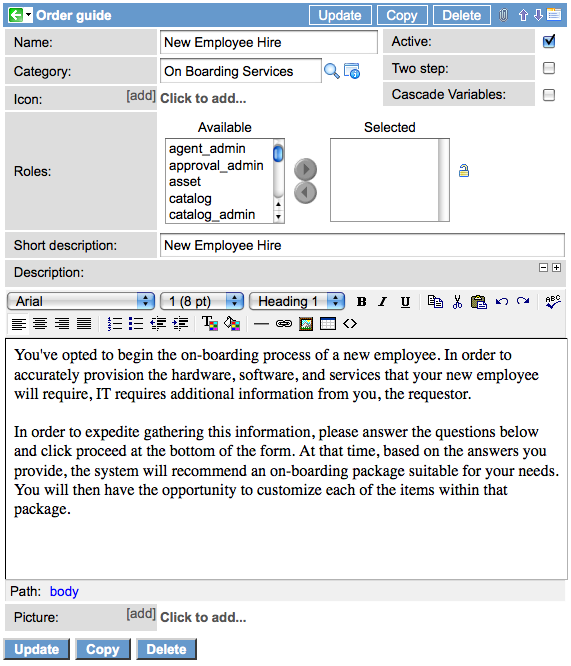 Order guide Update Copy Delete
Name: New Employee Hire Active:
Category: On Boarding Services Two step:
Icon: [add] Click to add... Cascade Variables:
Available Selected
Roles:
agent_admin
approval_admin
asset
catalog
catalog_admin
Short description: New Employee Hire
Description:
Arial 1 (8 pt) Heading 1 B I U ABC
You've opted to begin the on-boarding process of a new employee. In order to
accurately provision the hardware, software, and services that your new employee
will require, IT requires additional information from you, the requestor.
In order to expedite gathering this information, please answer the questions below
and click proceed at the bottom of the form. At that time, based on the answers you
provide, the system will recommend an on-boarding package suitable for your needs.
You will then have the opportunity to customize each of the items within that
package.
Path: body
Picture: [add] Click to add...
Update Copy Delete